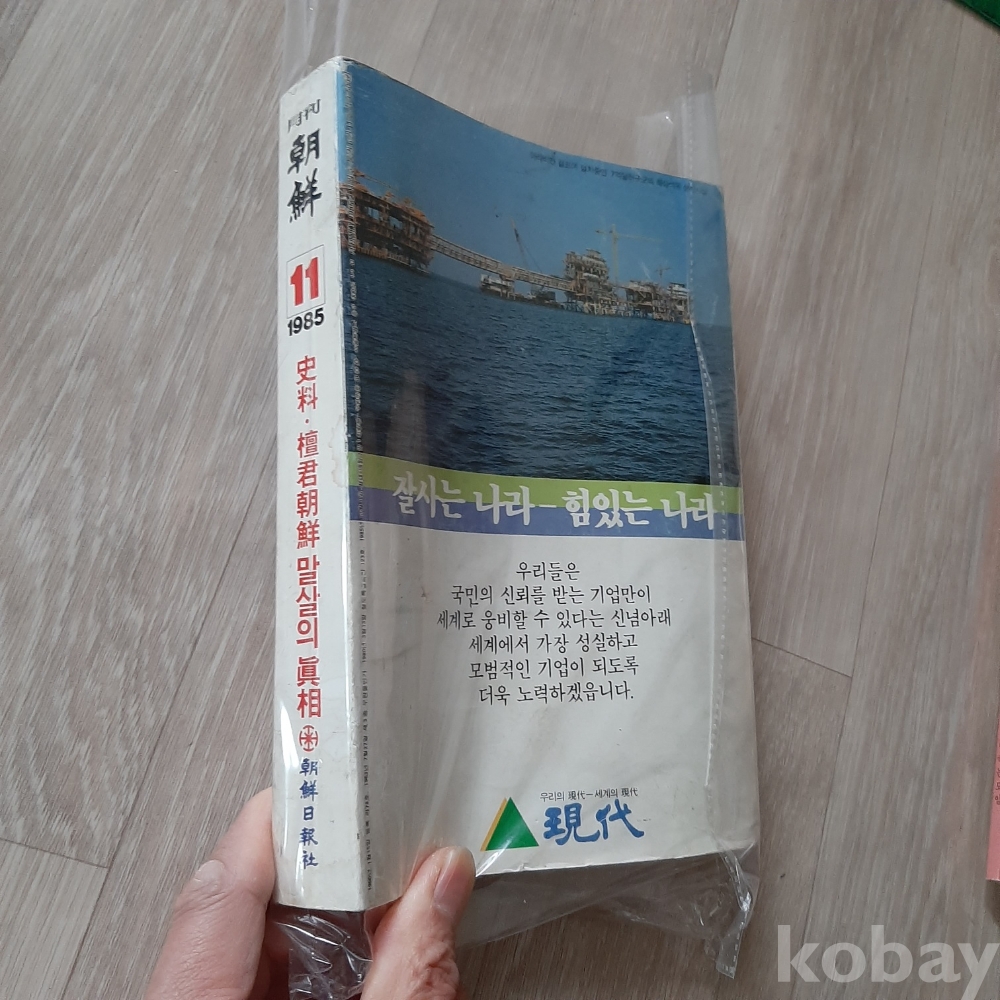 月刊
朝鮮
11
1985
史料·檀君朝鮮 말살의 眞相
朝鮮日報社
잘사는 나라-힘있는 나라
우리들은
국민의 신뢰를 받는 기업만이
세계로 웅비할 수 있다는 신념아래
세계에서 가장 성실하고
모범적인 기업이 되도록
더욱 노력하겠읍니다.
우리의 現代-세계의 現代
現代
kobay